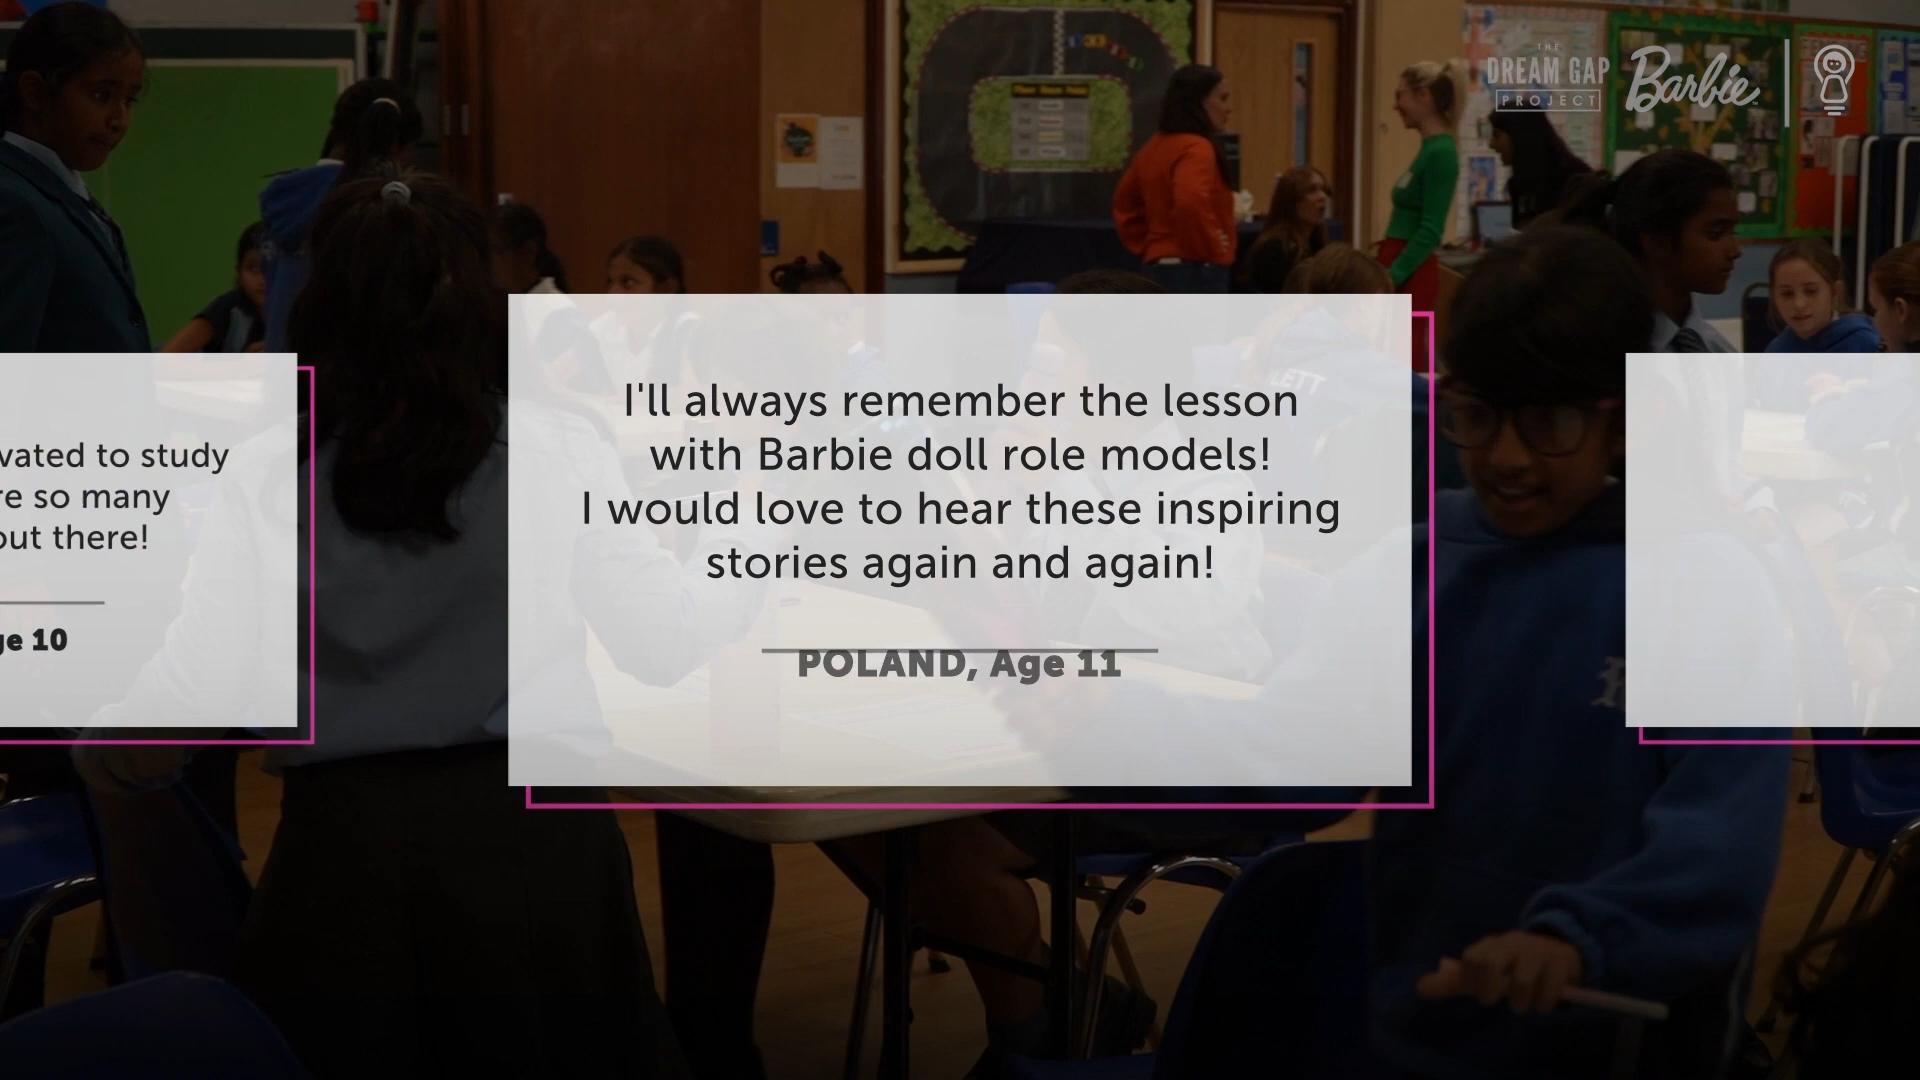 THE
DREAM GAP
PROJECT
Barbie
vated to study
re so many
out there!
ge 10
I'll always remember the lesson
with Barbie doll role models!
I would love to hear these inspiring
stories again and again!
POLAND, Age 11
LETT